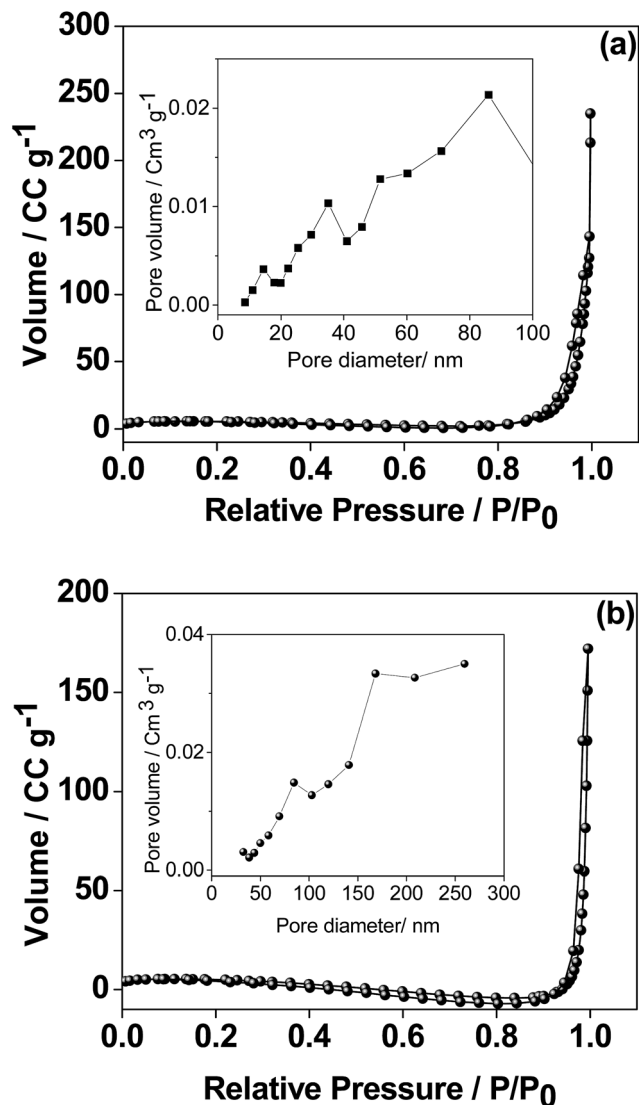 (a)
300
250
200
150
100
50
0
Volume / CC g-1
0.0 0.2 0.4 0.6 0.8 1.0
Relative Pressure / P/P0
0.02
0.01
0.00
Pore volume / Cm3 g-1
0 20 40 60 80 100
Pore diameter/ nm
(b)
200
150
100
50
0
Volume / CC g-1
0.0 0.2 0.4 0.6 0.8 1.0
Relative Pressure / P/P0
0.04
0.02
0.00
Pore volume / Cm3 g-1
0 50 100 150 200 250 300
Pore diameter/ nm